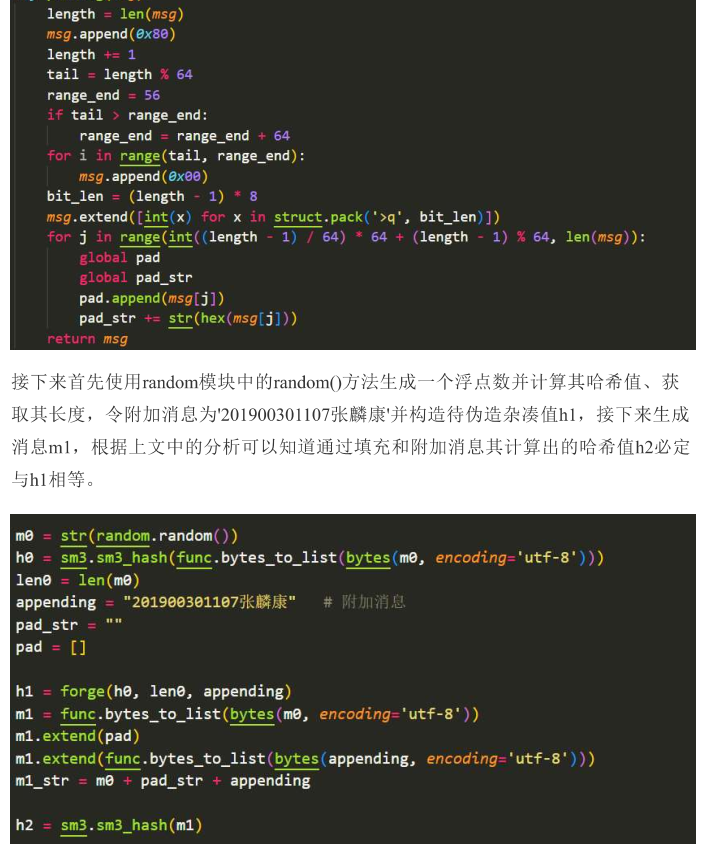 length = len(msg)
msg.append(0x80)
length += 1
tail = length % 64
range_end = 56
if tail > range_end:
    range_end = range_end + 64
for i in range(tail, range_end):
    msg.append(0x00)
bit_len = (length - 1) * 8
msg.extend([int(x) for x in struct.pack('>q', bit_len)])
for j in range(int((length - 1) / 64) * 64 + (length - 1) % 64, len(msg)):
    global pad
    global pad_str
    pad.append(msg[j])
    pad_str += str(hex(msg[j]))
return msg
接下来首先使用random模块中的random()方法生成一个浮点数并计算其哈希值、获
取其长度，令附加消息为'201900301107张麟康'并构造待伪造杂凑值h1，接下来生成
消息m1，根据上文中的分析可以知道通过填充和附加消息其计算出的哈希值h2必定
与h1相等。
m0 = str(random.random())
h0 = sm3.sm3_hash(func.bytes_to_list(bytes(m0, encoding='utf-8')))
len0 = len(m0)
appending = "201900301107张麟康"   # 附加消息
pad_str = ""
pad = []
h1 = forge(h0, len0, appending)
m1 = func.bytes_to_list(bytes(m0, encoding='utf-8'))
m1.extend(pad)
m1.extend(func.bytes_to_list(bytes(appending, encoding='utf-8')))
m1_str = m0 + pad_str + appending
h2 = sm3.sm3_hash(m1)